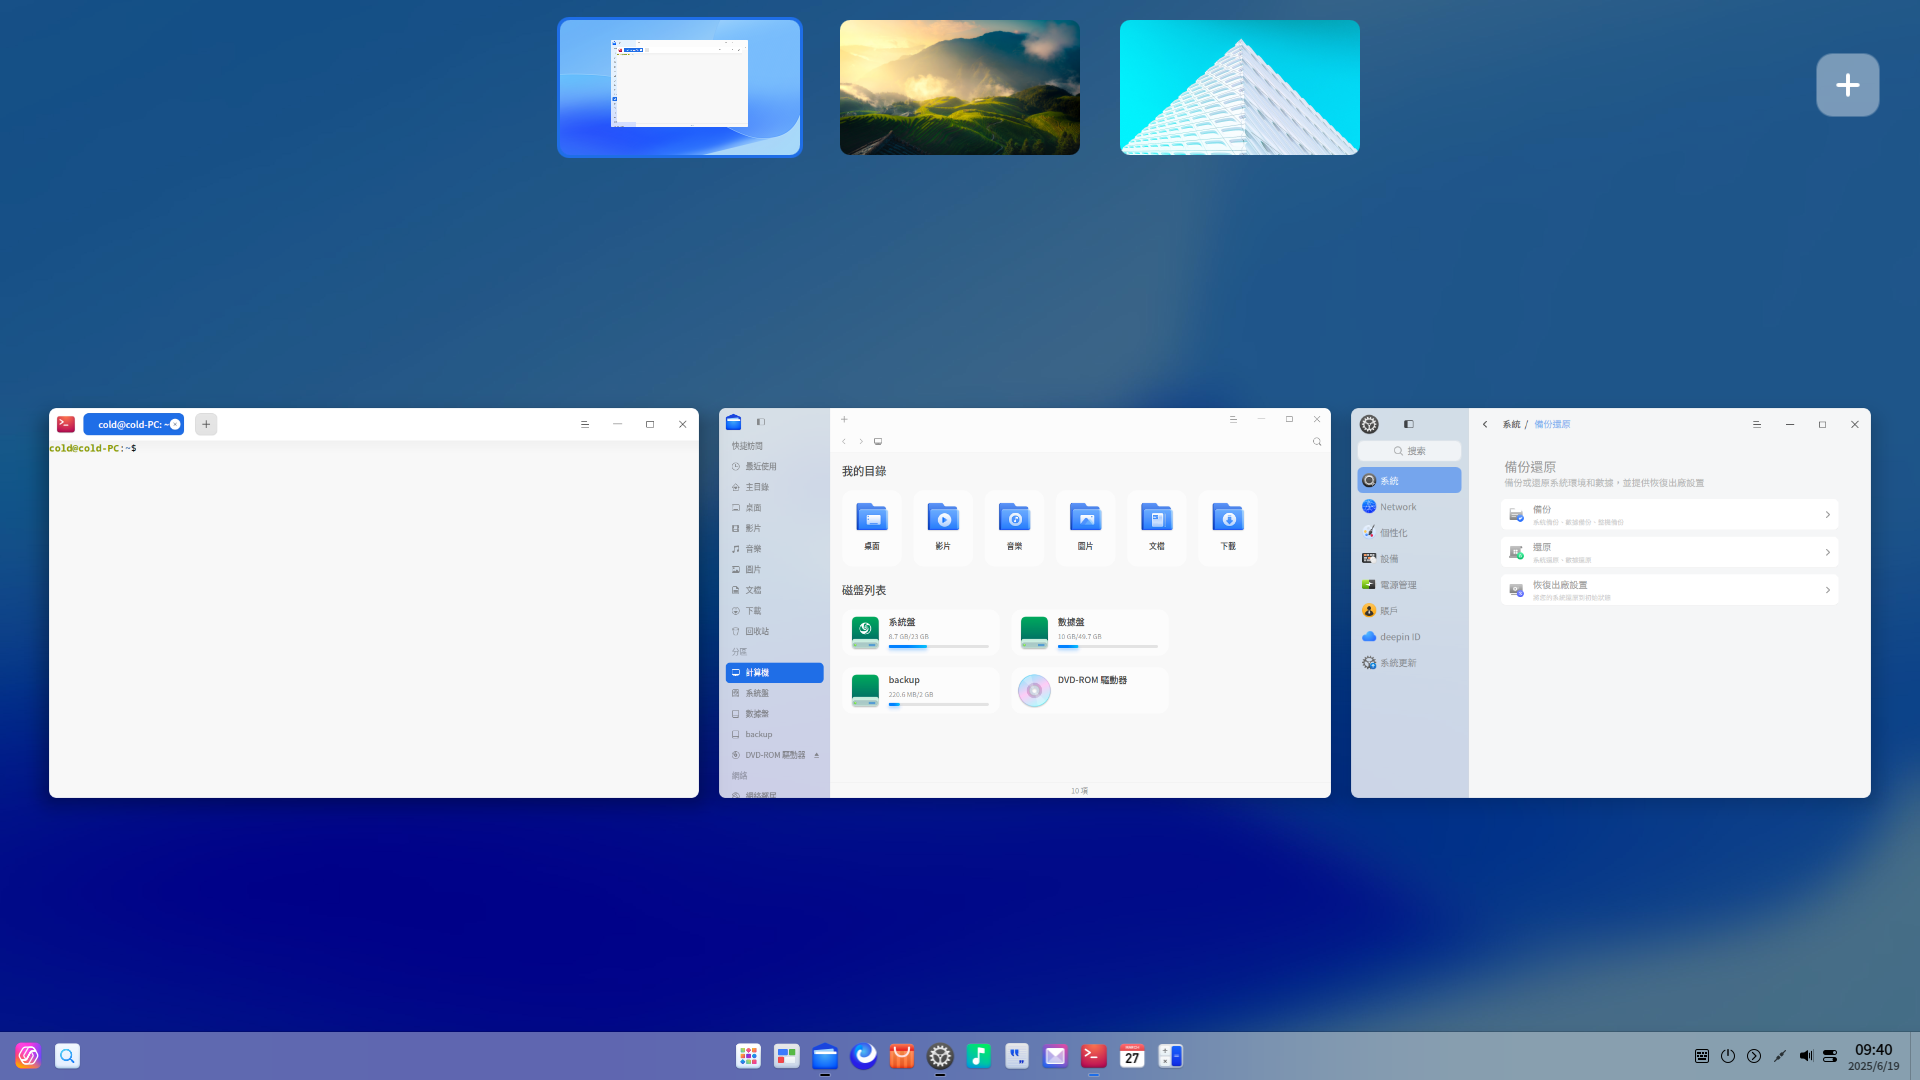 cold@cold-PC: ~
cold@cold-PC:~$
快捷訪問
最近使用
主目錄
桌面
影片
音樂
圖片
文檔
下載
回收站
分區
計算機
系統盤
數據盤
backup
DVD-ROM 驅動器
網絡
網絡鄰居
我的目錄
桌面
影片
音樂
圖片
文檔
下載
磁盤列表
系統盤
8.7 GB/23 GB
數據盤
10 GB/49.7 GB
backup
220.6 MB/2 GB
DVD-ROM 驅動器
10 項
搜索
系統
Network
個性化
設備
電源管理
賬戶
deepin ID
系統更新
系統 / 備份還原
備份還原
備份或還原系統環境和數據，並提供恢復出廠設置
備份
系統備份、數據備份、整機備份
還原
系統還原、數據還原
恢復出廠設置
27
09:40
2025/6/19